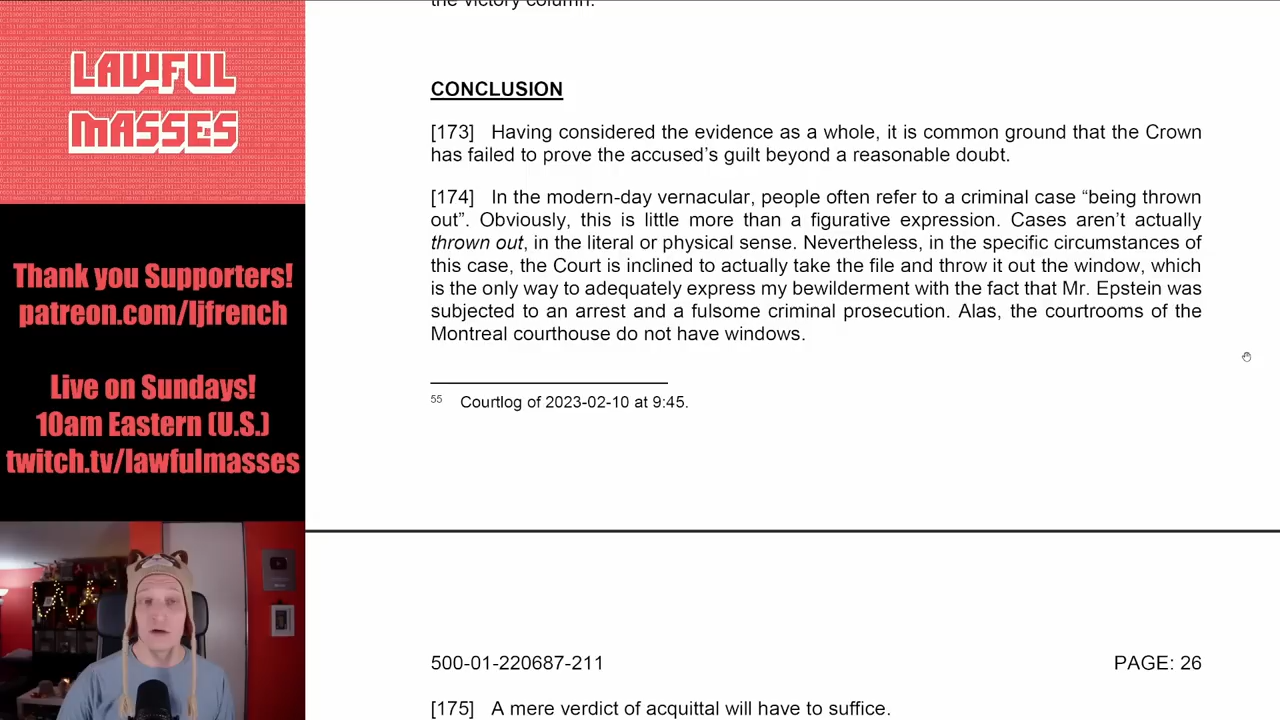 LAWFUL
MASSES
Thank you Supporters!
patreon.com/ljfrench
Live on Sundays!
10am Eastern (U.S.)
twitch.tv/lawfulmasses
the victory column.
CONCLUSION
[173] Having considered the evidence as a whole, it is common ground that the Crown
has failed to prove the accused’s guilt beyond a reasonable doubt.
[174] In the modern-day vernacular, people often refer to a criminal case “being thrown
out”. Obviously, this is little more than a figurative expression. Cases aren’t actually
thrown out, in the literal or physical sense. Nevertheless, in the specific circumstances of
this case, the Court is inclined to actually take the file and throw it out the window, which
is the only way to adequately express my bewilderment with the fact that Mr. Epstein was
subjected to an arrest and a fulsome criminal prosecution. Alas, the courtrooms of the
Montreal courthouse do not have windows.
55 Courtlog of 2023-02-10 at 9:45.
500-01-220687-211 PAGE: 26
[175] A mere verdict of acquittal will have to suffice.